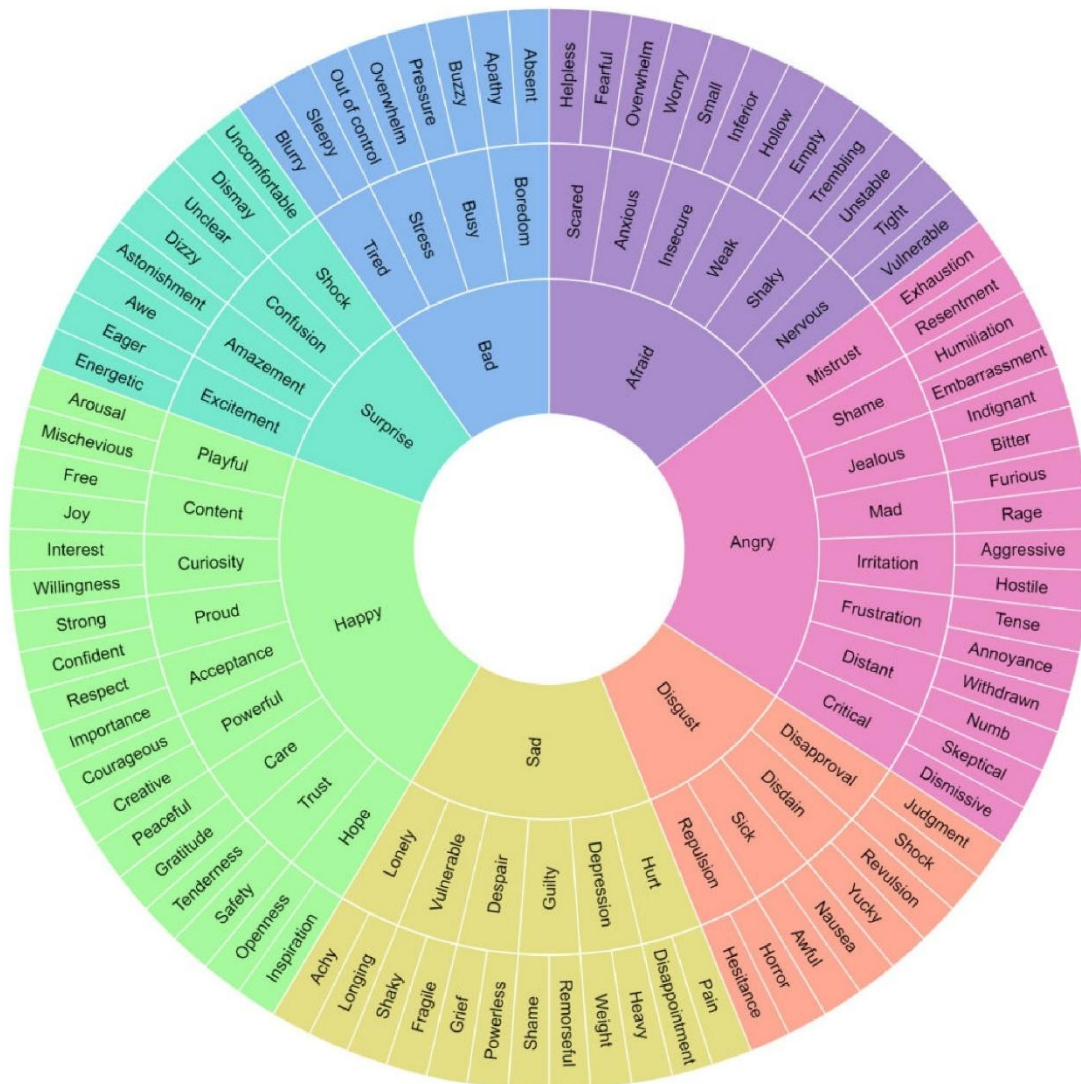 Afraid
Angry
Disgust
Sad
Happy
Surprise
Bad
Scared
Anxious
Insecure
Weak
Shaky
Nervous
Mistrust
Shame
Jealous
Mad
Irritation
Frustration
Distant
Critical
Disapproval
Disdain
Sick
Repulsion
Hurt
Depression
Guilty
Despair
Vulnerable
Lonely
Hope
Trust
Care
Powerful
Acceptance
Proud
Curiosity
Content
Playful
Excitement
Amazement
Confusion
Shock
Tired
Stress
Busy
Boredom
Helpless
Fearful
Overwhelm
Worry
Small
Inferior
Hollow
Empty
Trembling
Unstable
Tight
Vulnerable
Exhaustion
Resentment
Humiliation
Embarrassment
Indignant
Bitter
Furious
Rage
Aggressive
Hostile
Tense
Annoyance
Withdrawn
Numb
Skeptical
Dismissive
Judgment
Shock
Revulsion
Yucky
Nausea
Awful
Horror
Hesitance
Pain
Disappointment
Heavy
Weight
Remorseful
Shame
Powerless
Grief
Fragile
Shaky
Longing
Achy
Inspiration
Openness
Safety
Tenderness
Gratitude
Peaceful
Creative
Courageous
Importance
Respect
Confident
Strong
Willingness
Interest
Joy
Free
Mischevious
Arousal
Energetic
Eager
Awe
Astonishment
Dizzy
Unclear
Dismay
Uncomfortable
Blurry
Sleepy
Out of control
Overwhelm
Pressure
Buzzy
Apathy
Absent